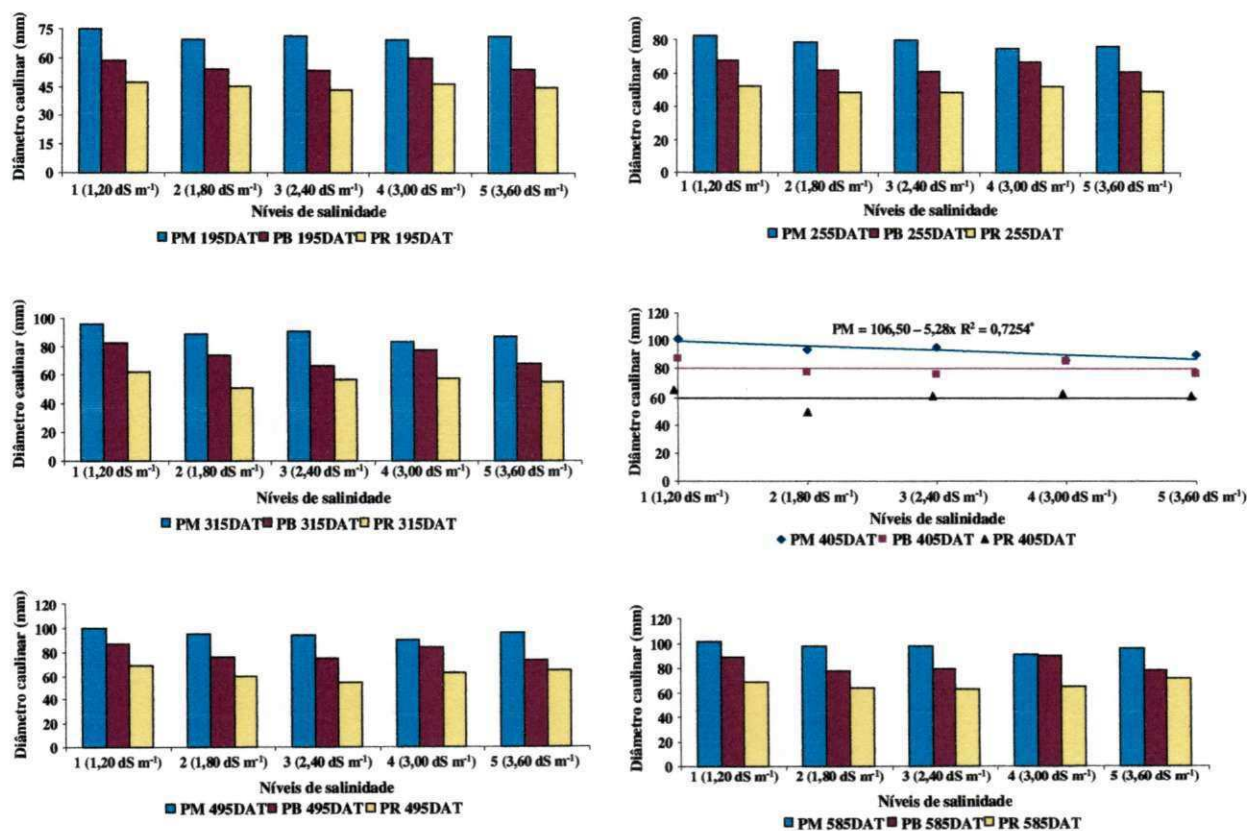 Diâmetro caulinar (mm)
75
60
45
30
15
0
1 (1,20 dS m⁻¹) 2 (1,80 dS m⁻¹) 3 (2,40 dS m⁻¹) 4 (3,00 dS m⁻¹) 5 (3,60 dS m⁻¹)
Níveis de salinidade
PM 195DAT PB 195DAT PR 195DAT
Diâmetro caulinar (mm)
80
60
40
20
0
1 (1,20 dS m⁻¹) 2 (1,80 dS m⁻¹) 3 (2,40 dS m⁻¹) 4 (3,00 dS m⁻¹) 5 (3,60 dS m⁻¹)
Níveis de salinidade
PM 255DAT PB 255DAT PR 255DAT
Diâmetro caulinar (mm)
100
80
60
40
20
0
1 (1,20 dS m⁻¹) 2 (1,80 dS m⁻¹) 3 (2,40 dS m⁻¹) 4 (3,00 dS m⁻¹) 5 (3,60 dS m⁻¹)
Níveis de salinidade
PM 315DAT PB 315DAT PR 315DAT
Diâmetro caulinar (mm)
120
100
80
60
40
20
0
PM = 106,50 – 5,28x R² = 0,7254*
1 (1,20 dS m⁻¹) 2 (1,80 dS m⁻¹) 3 (2,40 dS m⁻¹) 4 (3,00 dS m⁻¹) 5 (3,60 dS m⁻¹)
Níveis de salinidade
PM 405DAT PB 405DAT PR 405DAT
Diâmetro caulinar (mm)
120
100
80
60
40
20
0
1 (1,20 dS m⁻¹) 2 (1,80 dS m⁻¹) 3 (2,40 dS m⁻¹) 4 (3,00 dS m⁻¹) 5 (3,60 dS m⁻¹)
Níveis de salinidade
PM 495DAT PB 495DAT PR 495DAT
Diâmetro caulinar (mm)
120
100
80
60
40
20
0
1 (1,20 dS m⁻¹) 2 (1,80 dS m⁻¹) 3 (2,40 dS m⁻¹) 4 (3,00 dS m⁻¹) 5 (3,60 dS m⁻¹)
Níveis de salinidade
PM 585DAT PB 585DAT PR 585DAT